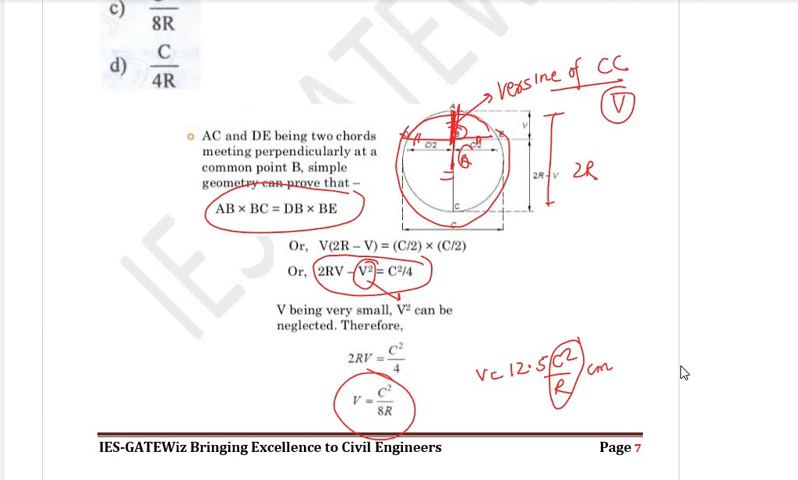 c)
8R
d) C
4R
versine of CC
V
o AC and DE being two chords
meeting perpendicularly at a
common point B, simple
geometry can prove that –
AB × BC = DB × BE
A
V
C/2
2R - V
2R
C
Or, V(2R – V) = (C/2) × (C/2)
Or, 2RV – V² = C²/4
V being very small, V² can be
neglected. Therefore,
2RV = C²
4
V = C²
8R
V = 12.5 C2 cm
R
IES-GATEWiz Bringing Excellence to Civil Engineers Page 7